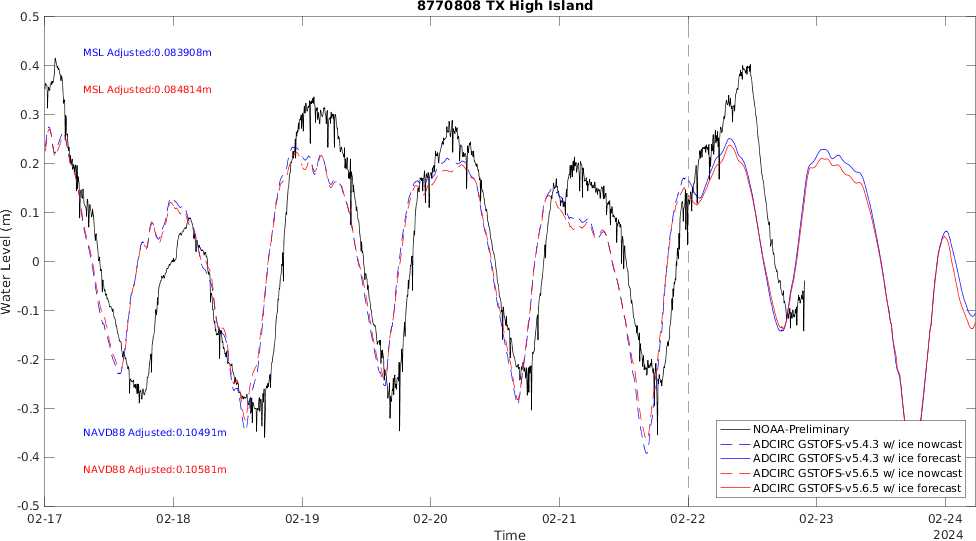 8770808 TX High Island
0.5
0.4
0.3
0.2
0.1
0
-0.1
-0.2
-0.3
-0.4
-0.5
Water Level (m)
MSL Adjusted:0.083908m
MSL Adjusted:0.084814m
NAVD88 Adjusted:0.10491m
NAVD88 Adjusted:0.10581m
NOAA-Preliminary
ADCIRC GSTOFS-v5.4.3 w/ ice nowcast
ADCIRC GSTOFS-v5.4.3 w/ ice forecast
ADCIRC GSTOFS-v5.6.5 w/ ice nowcast
ADCIRC GSTOFS-v5.6.5 w/ ice forecast
02-17 02-18 02-19 02-20 02-21 02-22 02-23 02-24
Time
2024